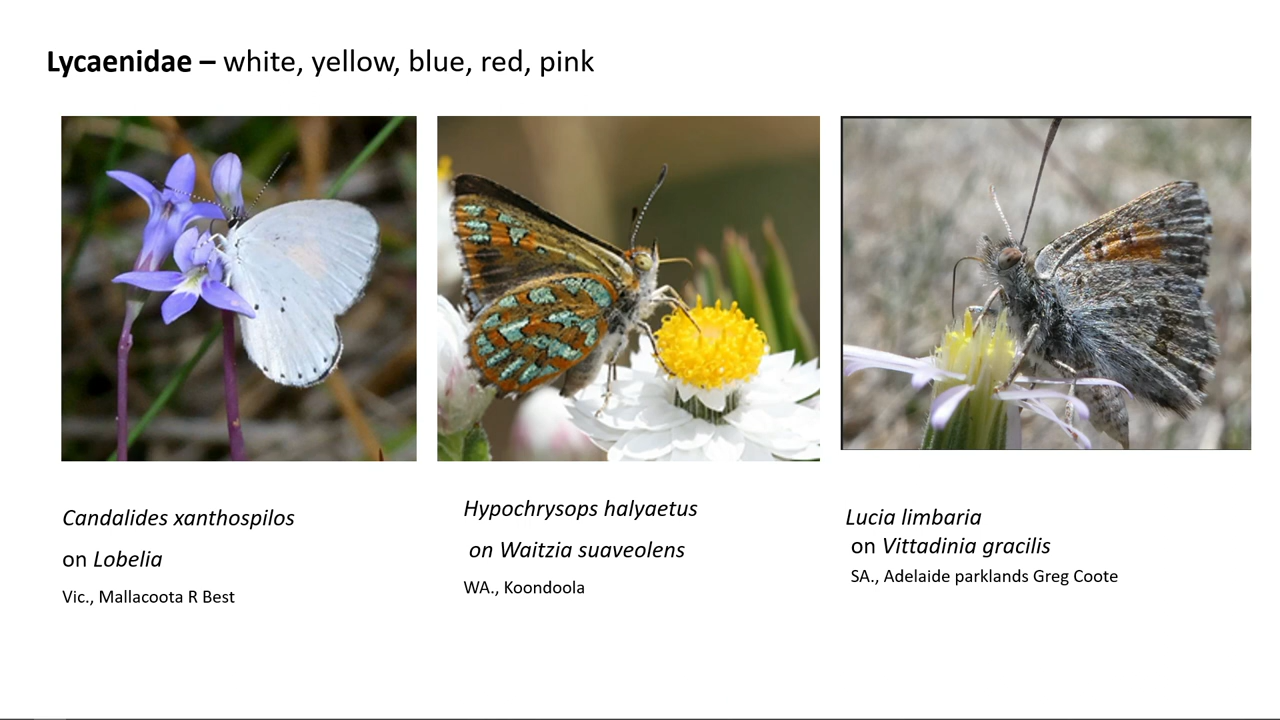 Lycaenidae – white, yellow, blue, red, pink
Candalides xanthospilos
on Lobelia
Vic., Mallacoota R Best
Hypochrysops halyaetus
on Waitzia suaveolens
WA., Koondoola
Lucia limbaria
on Vittadinia gracilis
SA., Adelaide parklands Greg Coote